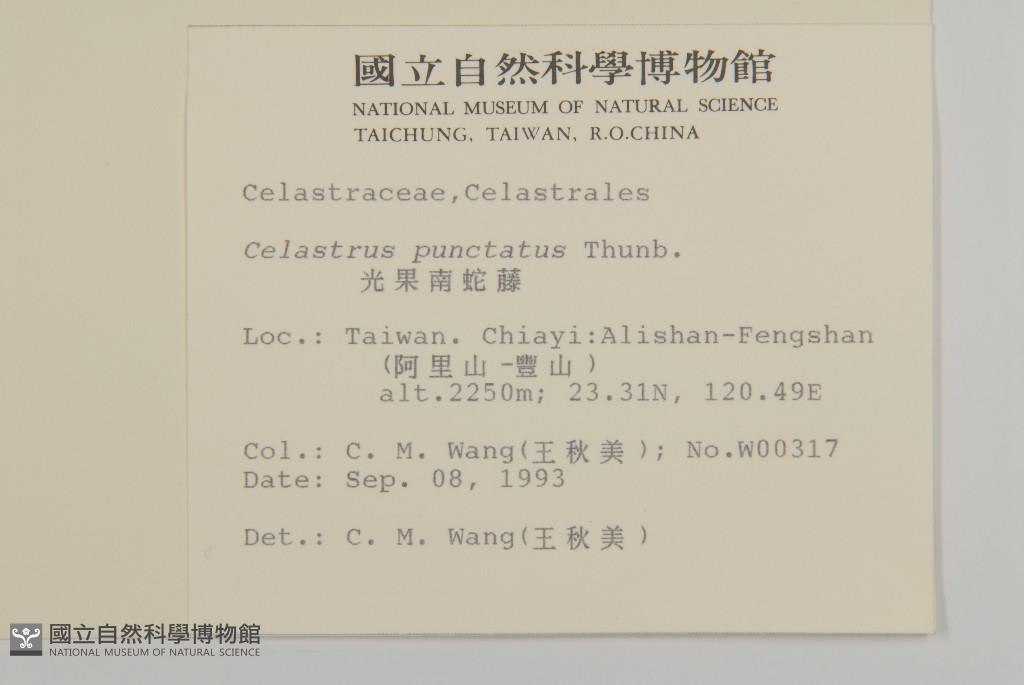 國立自然科學博物館
NATIONAL MUSEUM OF NATURAL SCIENCE
TAICHUNG, TAIWAN, R.O.CHINA
Celastraceae,Celastrales
Celastrus punctatus Thunb.
光果南蛇藤
Loc.: Taiwan. Chiayi:Alishan-Fengshan
(阿里山-豐山)
alt.2250m; 23.31N, 120.49E
Col.: C. M. Wang(王秋美); No.W00317
Date: Sep. 08, 1993
Det.: C. M. Wang(王秋美)
國立自然科學博物館
NATIONAL MUSEUM OF NATURAL SCIENCE